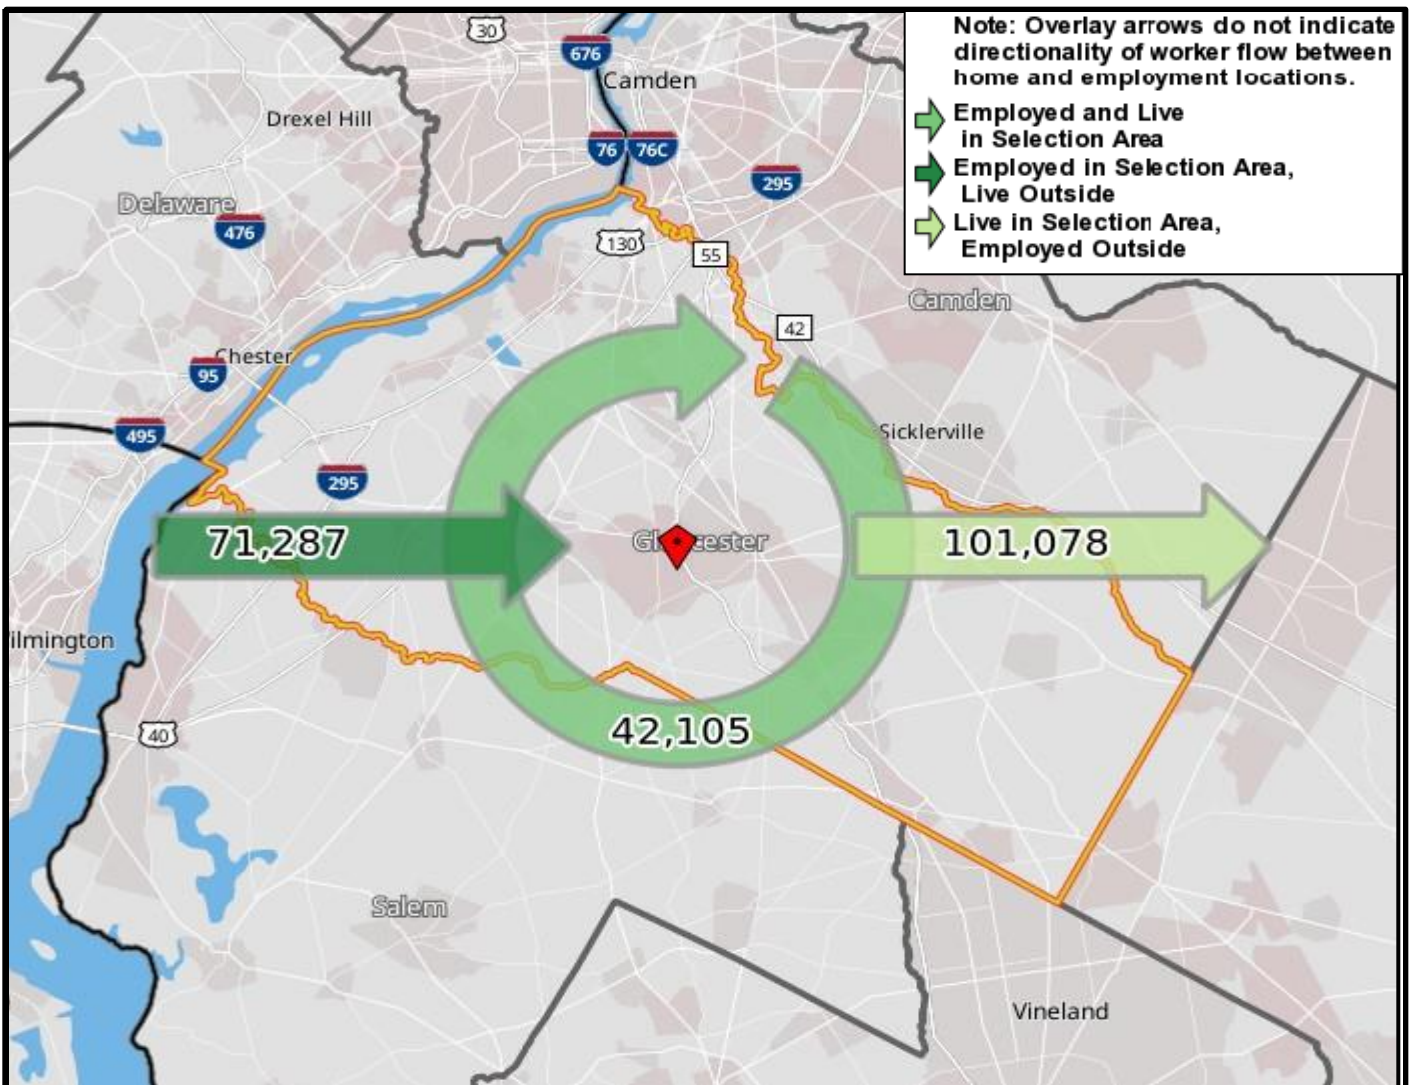 Note: Overlay arrows do not indicate
directionality of worker flow between
home and employment locations.
Employed and Live
in Selection Area
Employed in Selection Area,
Live Outside
Live in Selection Area,
Employed Outside
30
676
Camden
Drexel Hill
76
76C
295
Delaware
476
130
55
Camden
42
Chester
95
495
Sicklerville
295
71,287
Gloucester
101,078
ilmington
40
42,105
Salem
Vineland